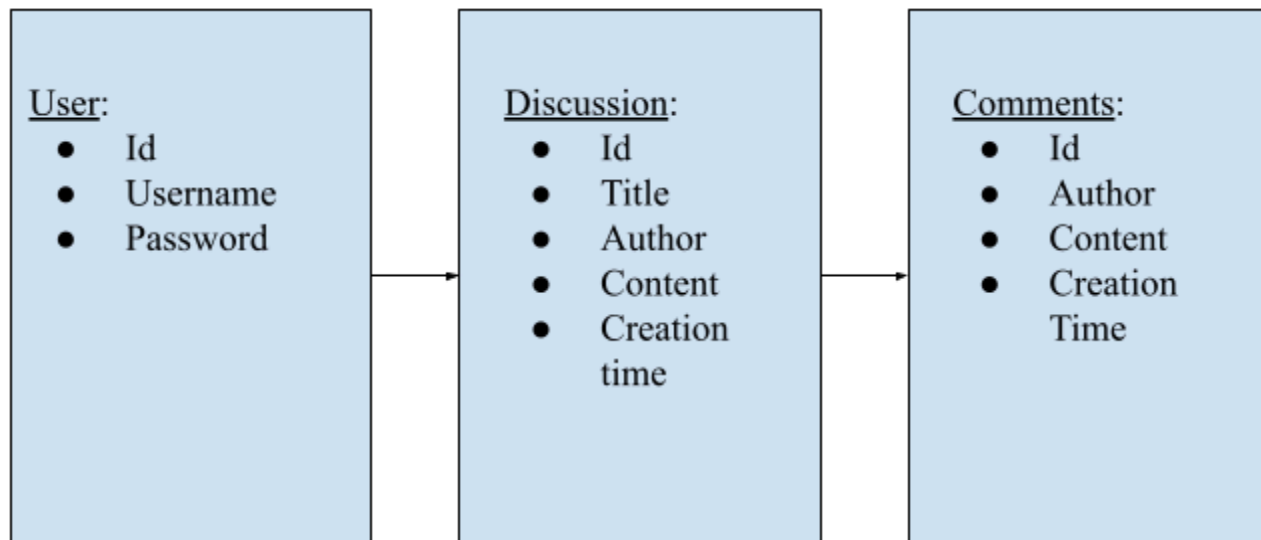 User:
● Id
● Username
● Password
Discussion:
● Id
● Title
● Author
● Content
● Creation
time
Comments:
● Id
● Author
● Content
● Creation
Time